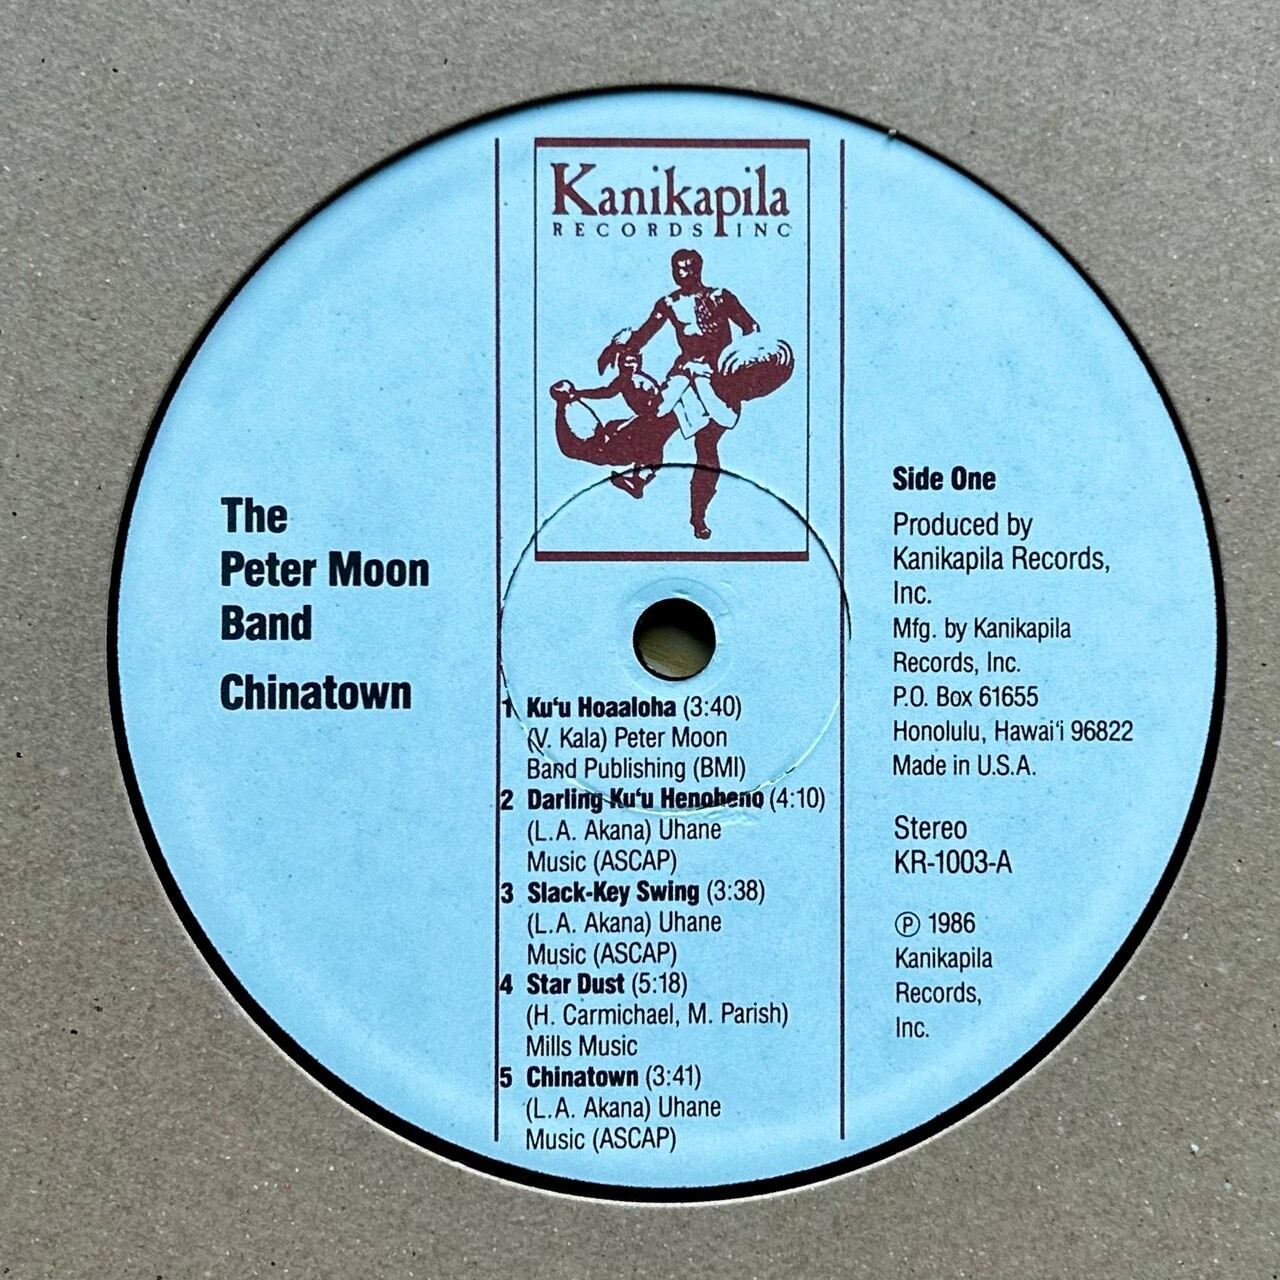 Kanikapila
RECORDS INC
The
Peter Moon
Band
Chinatown
1 Ku‘u Hoaaloha (3:40)
(V. Kala) Peter Moon
Band Publishing (BMI)
2 Darling Ku‘u Henoheno (4:10)
(L.A. Akana) Uhane
Music (ASCAP)
3 Slack-Key Swing (3:38)
(L.A. Akana) Uhane
Music (ASCAP)
4 Star Dust (5:18)
(H. Carmichael, M. Parish)
Mills Music
5 Chinatown (3:41)
(L.A. Akana) Uhane
Music (ASCAP)
Side One
Produced by
Kanikapila Records,
Inc.
Mfg. by Kanikapila
Records, Inc.
P.O. Box 61655
Honolulu, Hawai‘i 96822
Made in U.S.A.
Stereo
KR-1003-A
℗ 1986
Kanikapila
Records,
Inc.